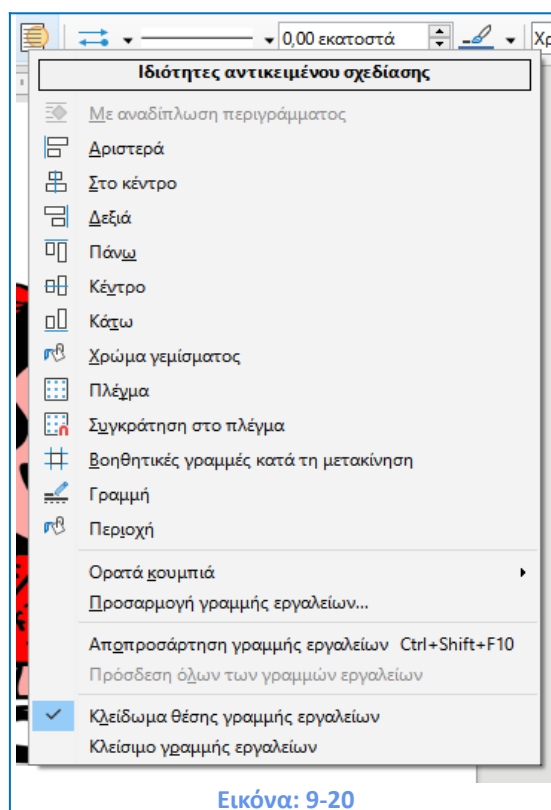 0,00 εκατοστά Χρ
Ιδιότητες αντικειμένου σχεδίασης
Με αναδίπλωση περιγράμματος
Αριστερά
Στο κέντρο
Δεξιά
Πάνω
Κέντρο
Κάτω
Χρώμα γεμίσματος
Πλέγμα
Συγκράτηση στο πλέγμα
Βοηθητικές γραμμές κατά τη μετακίνηση
Γραμμή
Περιοχή
Ορατά κουμπιά
Προσαρμογή γραμμής εργαλείων...
Αποπροσάρτηση γραμμής εργαλείων Ctrl+Shift+F10
Πρόσδεση όλων των γραμμών εργαλείων
Κλείδωμα θέσης γραμμής εργαλείων
Κλείσιμο γραμμής εργαλείων
Εικόνα: 9-20